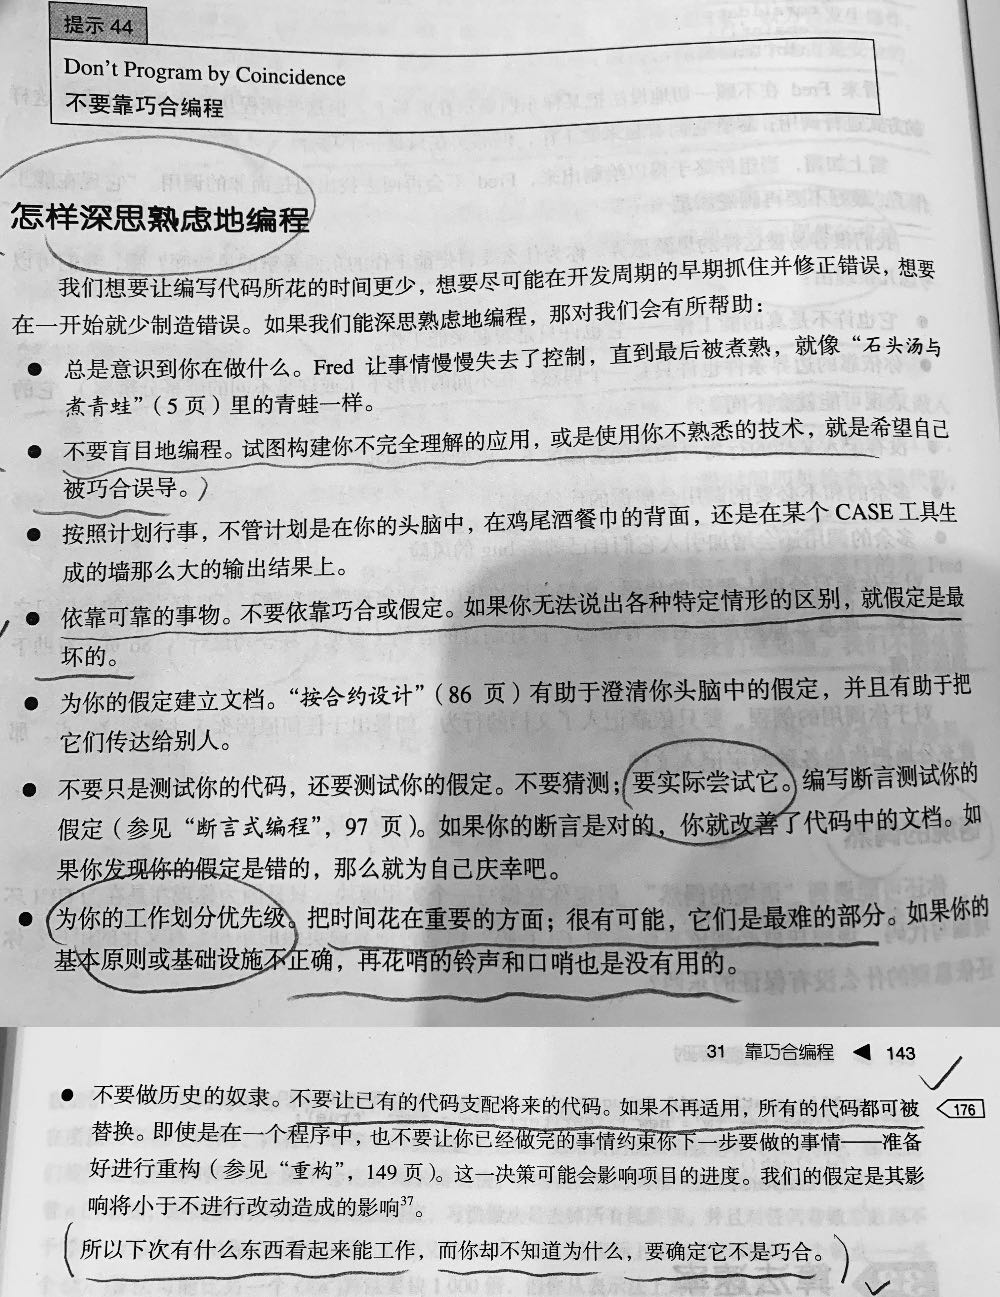 提示 44
Don't Program by Coincidence
不要靠巧合编程
怎样深思熟虑地编程
我们想要让编写代码所花的时间更少，想要尽可能在开发周期的早期抓住并修正错误，想要
在一开始就少制造错误。如果我们能深思熟虑地编程，那对我们会有所帮助：
● 总是意识到你在做什么。Fred 让事情慢慢失去了控制，直到最后被煮熟，就像“石头汤与
煮青蛙”（5 页）里的青蛙一样。
● 不要盲目地编程。试图构建你不完全理解的应用，或是使用你不熟悉的技术，就是希望自己
被巧合误导。
● 按照计划行事，不管计划是在你的头脑中，在鸡尾酒餐巾的背面，还是在某个 CASE 工具生
成的墙那么大的输出结果上。
● 依靠可靠的事物。不要依靠巧合或假定。如果你无法说出各种特定情形的区别，就假定是最
坏的。
● 为你的假定建立文档。“按合约设计”（86 页）有助于澄清你头脑中的假定，并且有助于把
它们传达给别人。
● 不要只是测试你的代码，还要测试你的假定。不要猜测；要实际尝试它。编写断言测试你的
假定（参见“断言式编程”，97 页）。如果你的断言是对的，你就改善了代码中的文档。如
果你发现你的假定是错的，那么就为自己庆幸吧。
● 为你的工作划分优先级。把时间花在重要的方面；很有可能，它们是最难的部分。如果你的
基本原则或基础设施不正确，再花哨的铃声和口哨也是没有用的。
31 靠巧合编程 ◀ 143
● 不要做历史的奴隶。不要让已有的代码支配将来的代码。如果不再适用，所有的代码都可被
176
替换。即使是在一个程序中，也不要让你已经做完的事情约束你下一步要做的事情——准备
好进行重构（参见“重构”，149 页）。这一决策可能会影响项目的进度。我们的假定是其影
响将小于不进行改动造成的影响37。
所以下次有什么东西看起来能工作，而你却不知道为什么，要确定它不是巧合。